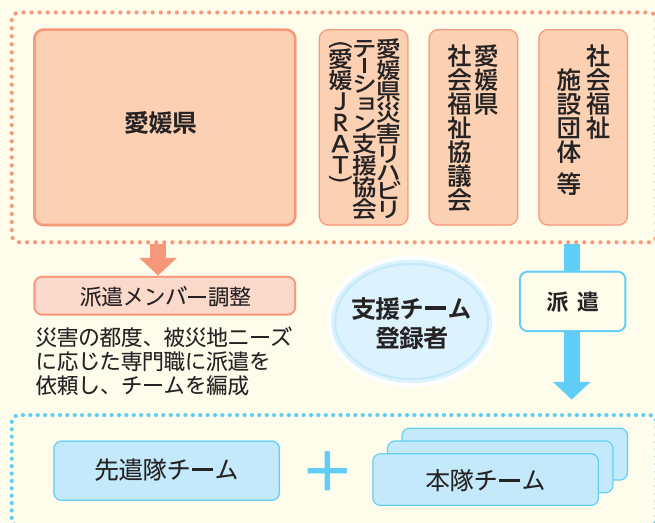 愛媛県
愛媛県災害リハビリ
テーション支援協会
(愛媛JRAT)
愛媛県
社会福祉協議会
社会福祉
施設団体 等
派遣メンバー調整
災害の都度、被災地ニーズ
に応じた専門職に派遣を
依頼し、チームを編成
支援チーム
登録者
派遣
先遣隊チーム
+
本隊チーム